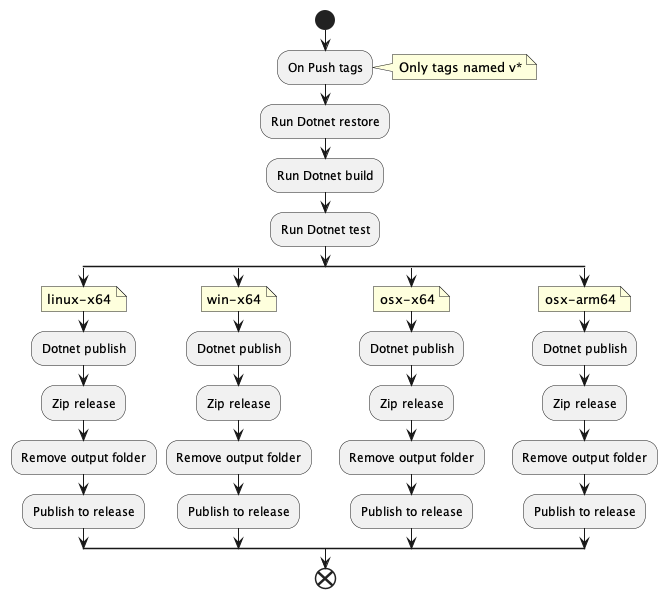 On Push tags
Only tags named v*
Run Dotnet restore
Run Dotnet build
Run Dotnet test
linux-x64
win-x64
osx-x64
osx-arm64
Dotnet publish
Dotnet publish
Dotnet publish
Dotnet publish
Zip release
Zip release
Zip release
Zip release
Remove output folder
Remove output folder
Remove output folder
Remove output folder
Publish to release
Publish to release
Publish to release
Publish to release